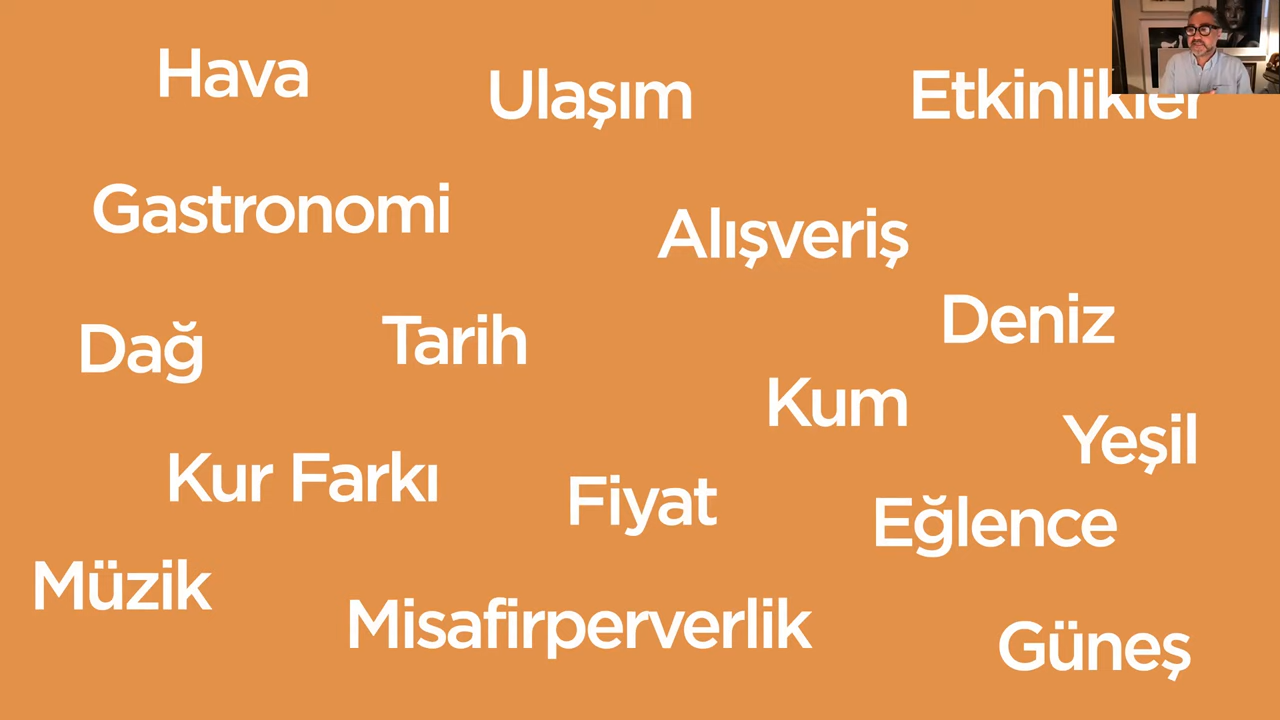 Hava
Ulaşım
Etkinlikler
Gastronomi
Alışveriş
Deniz
Dağ
Tarih
Kum
Yeşil
Kur Farkı
Fiyat
Eğlence
Müzik
Misafirperverlik
Güneş